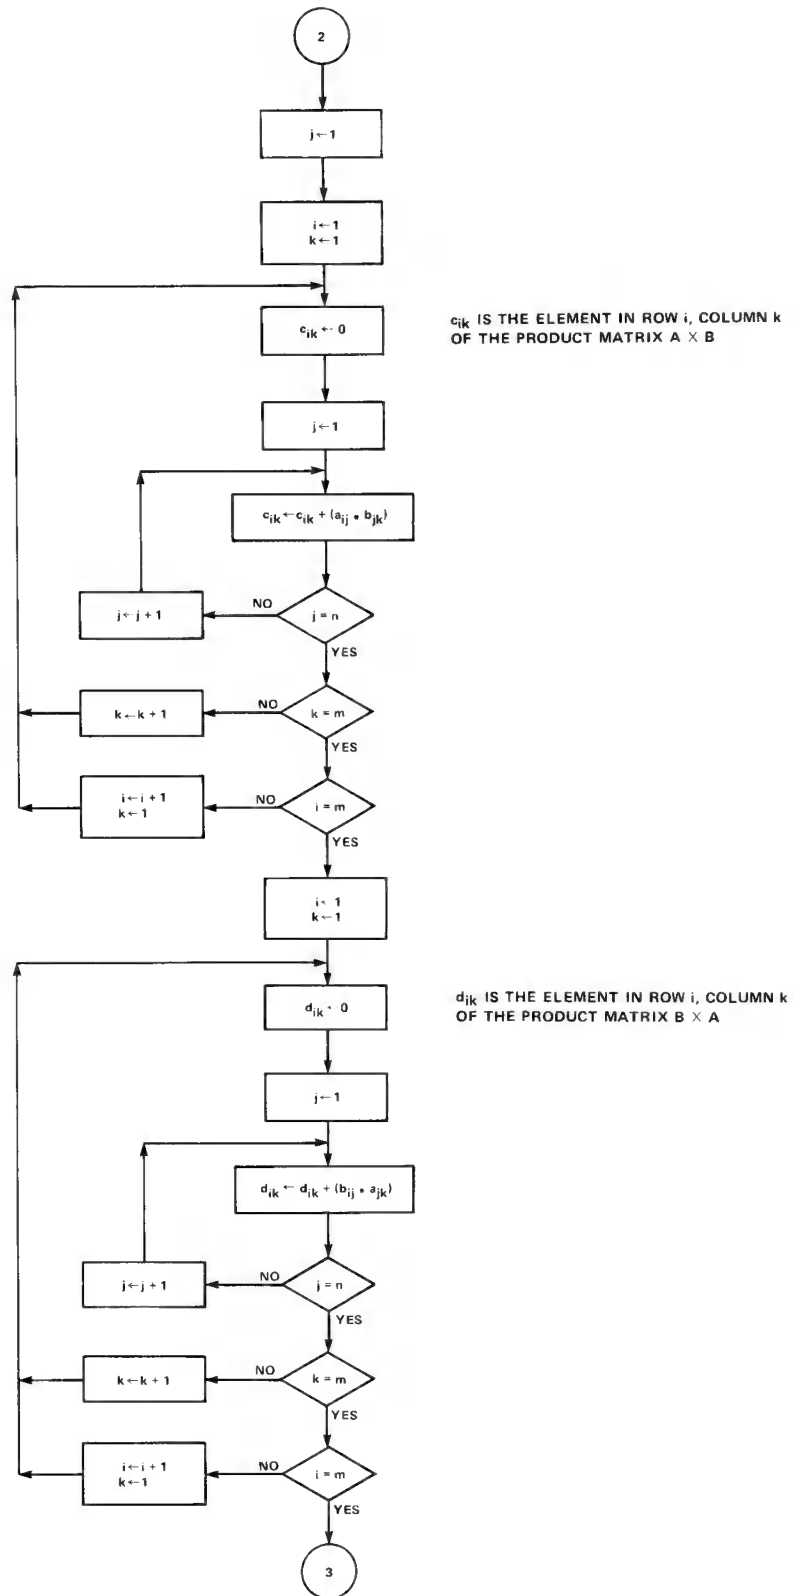 2
j←1
i←1
k←1
c_ik ← 0
c_ik IS THE ELEMENT IN ROW i, COLUMN k
OF THE PRODUCT MATRIX A × B
j←1
c_ik ← c_ik + (a_ij * b_jk)
j←j+1
NO
j = n
YES
k←k+1
NO
k = m
YES
i←i+1
k←1
NO
i = m
YES
i←1
k←1
d_ik ← 0
d_ik IS THE ELEMENT IN ROW i, COLUMN k
OF THE PRODUCT MATRIX B × A
j←1
d_ik ← d_ik + (b_ij * a_jk)
j←j+1
NO
j = n
YES
k←k+1
NO
k = m
YES
i←i+1
k←1
NO
i = m
YES
3